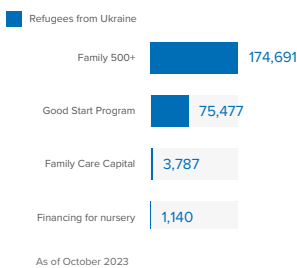 Refugees from Ukraine
Family 500+ 174,691
Good Start Program 75,477
Family Care Capital 3,787
Financing for nursery 1,140
As of October 2023